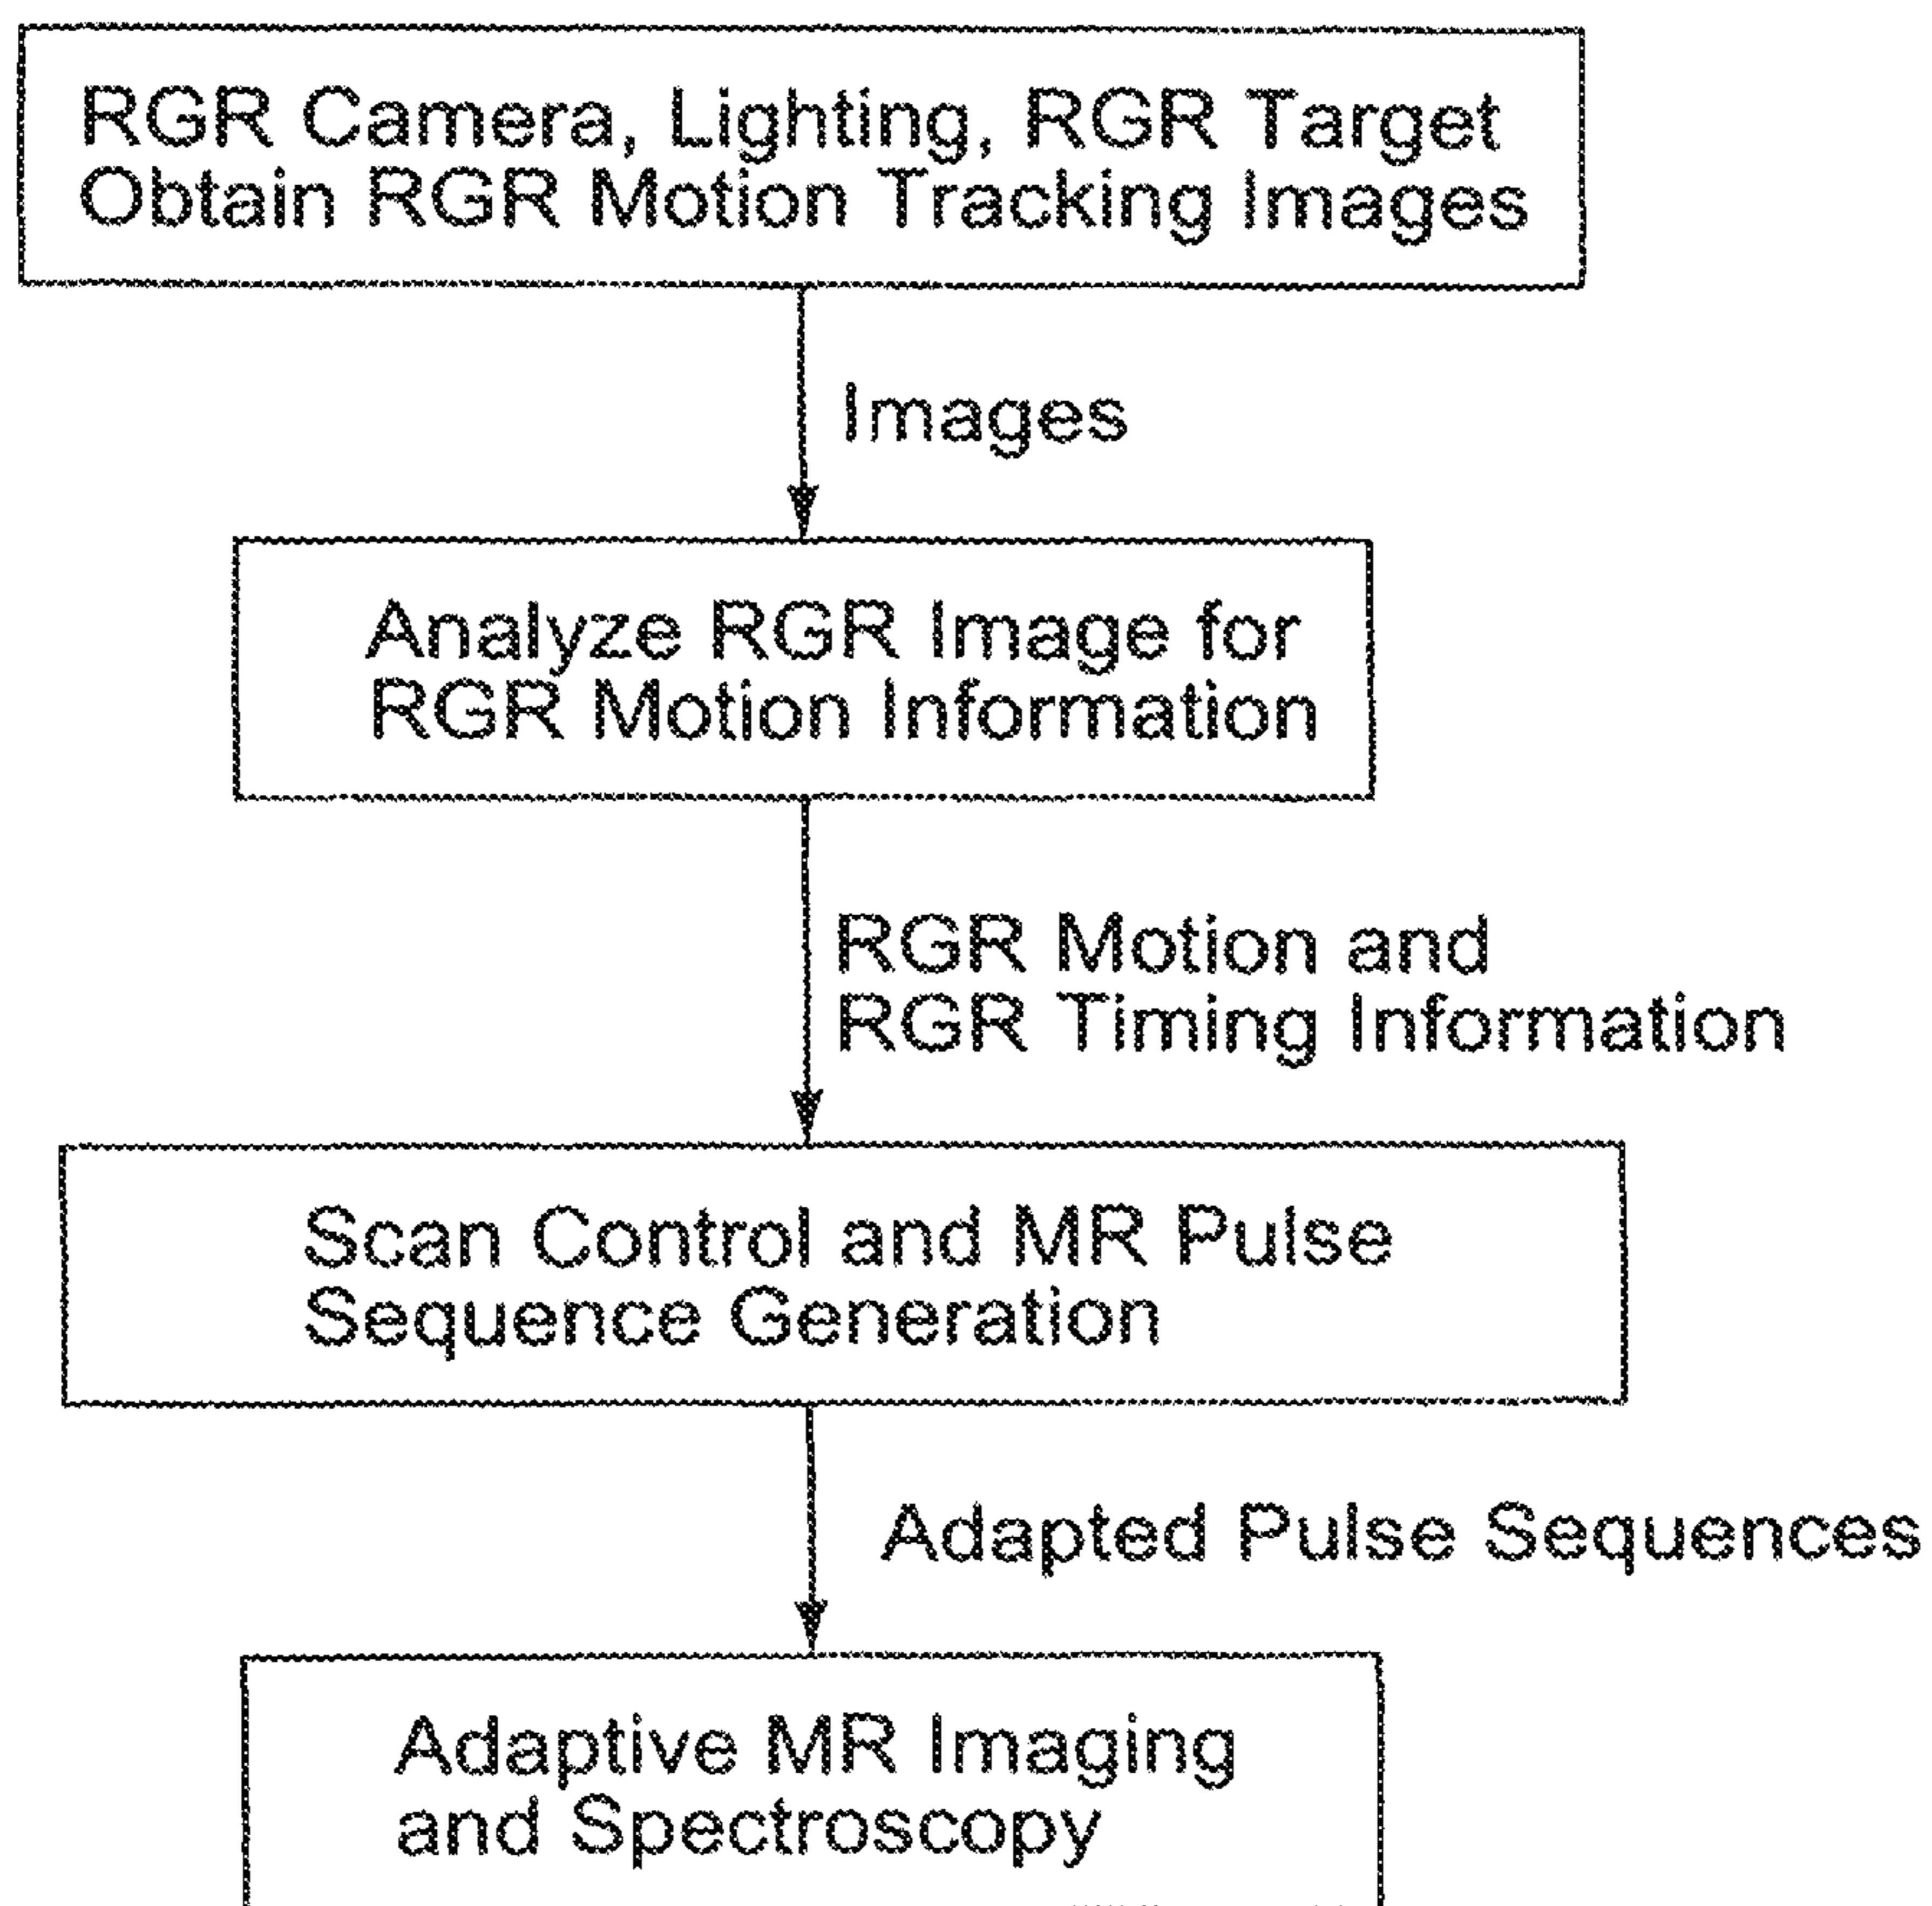 RGR Camera, Lighting, RGR Target
Obtain RGR Motion Tracking Images
Images
Analyze RGR Image for
RGR Motion Information
RGR Motion and
RGR Timing Information
Scan Control and MR Pulse
Sequence Generation
Adapted Pulse Sequences
Adaptive MR Imaging
and Spectroscopy